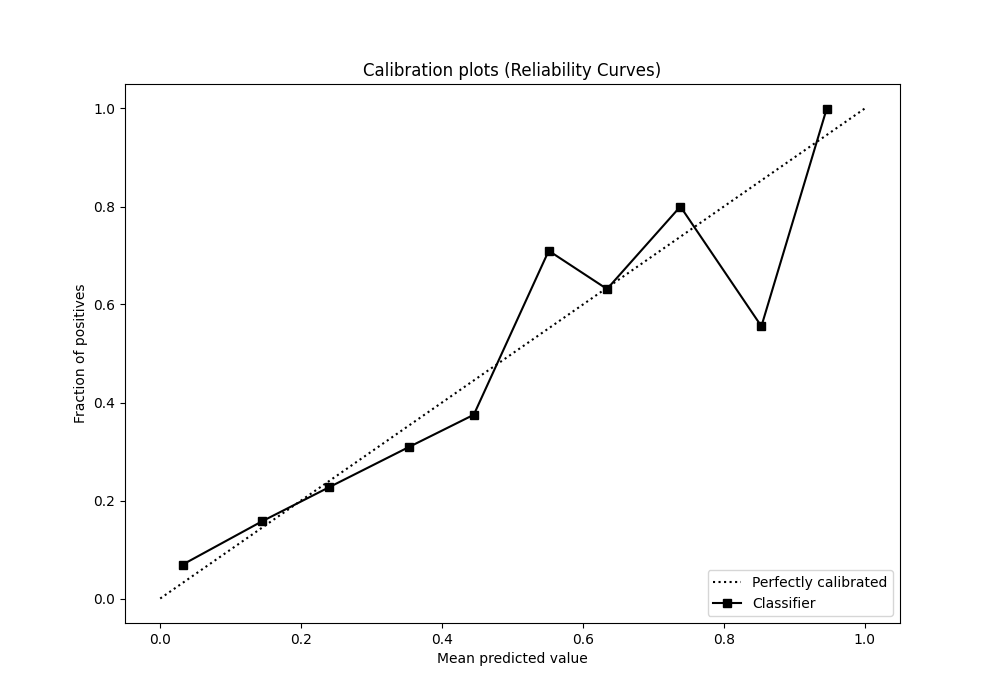 Calibration plots (Reliability Curves)
Fraction of positives
1.0
0.8
0.6
0.4
0.2
0.0
0.0 0.2 0.4 0.6 0.8 1.0
Mean predicted value
Perfectly calibrated
Classifier